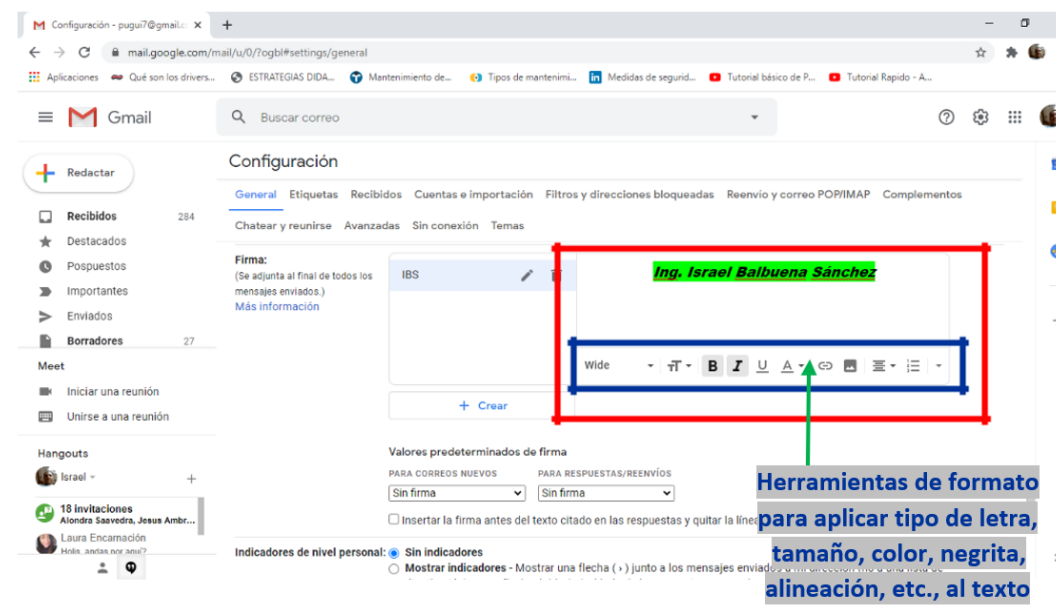 Configuración - pugui7@gmail.c
mail.google.com/mail/u/0/?ogbl#settings/general
Aplicaciones
Qué son los drivers...
ESTRATEGIAS DIDA...
Mantenimiento de...
Tipos de mantenimi...
Medidas de segurid...
Tutorial básico de P...
Tutorial Rapido - A...
Gmail
Buscar correo
Redactar
Recibidos 284
Destacados
Pospuestos
Importantes
Enviados
Borradores 27
Meet
Iniciar una reunión
Unirse a una reunión
Hangouts
Israel
18 invitaciones
Alondra Saavedra, Jesus Ambr...
Laura Encarnación
Hola, andas por aqui?
Configuración
General Etiquetas Recibidos Cuentas e importación Filtros y direcciones bloqueadas Reenvío y correo POP/IMAP Complementos
Chatear y reunirse Avanzadas Sin conexión Temas
Firma:
(Se adjunta al final de todos los
mensajes enviados.)
Más información
IBS
Ing. Israel Balbuena Sánchez
Wide
B I U A
+ Crear
Valores predeterminados de firma
PARA CORREOS NUEVOS PARA RESPUESTAS/REENVÍOS
Sin firma Sin firma
Insertar la firma antes del texto citado en las respuestas y quitar la línea
Indicadores de nivel personal: Sin indicadores
Mostrar indicadores - Mostrar una flecha ( › ) junto a los mensajes enviados a mi dirección (no a una lista de
Herramientas de formato
para aplicar tipo de letra,
tamaño, color, negrita,
alineación, etc., al texto